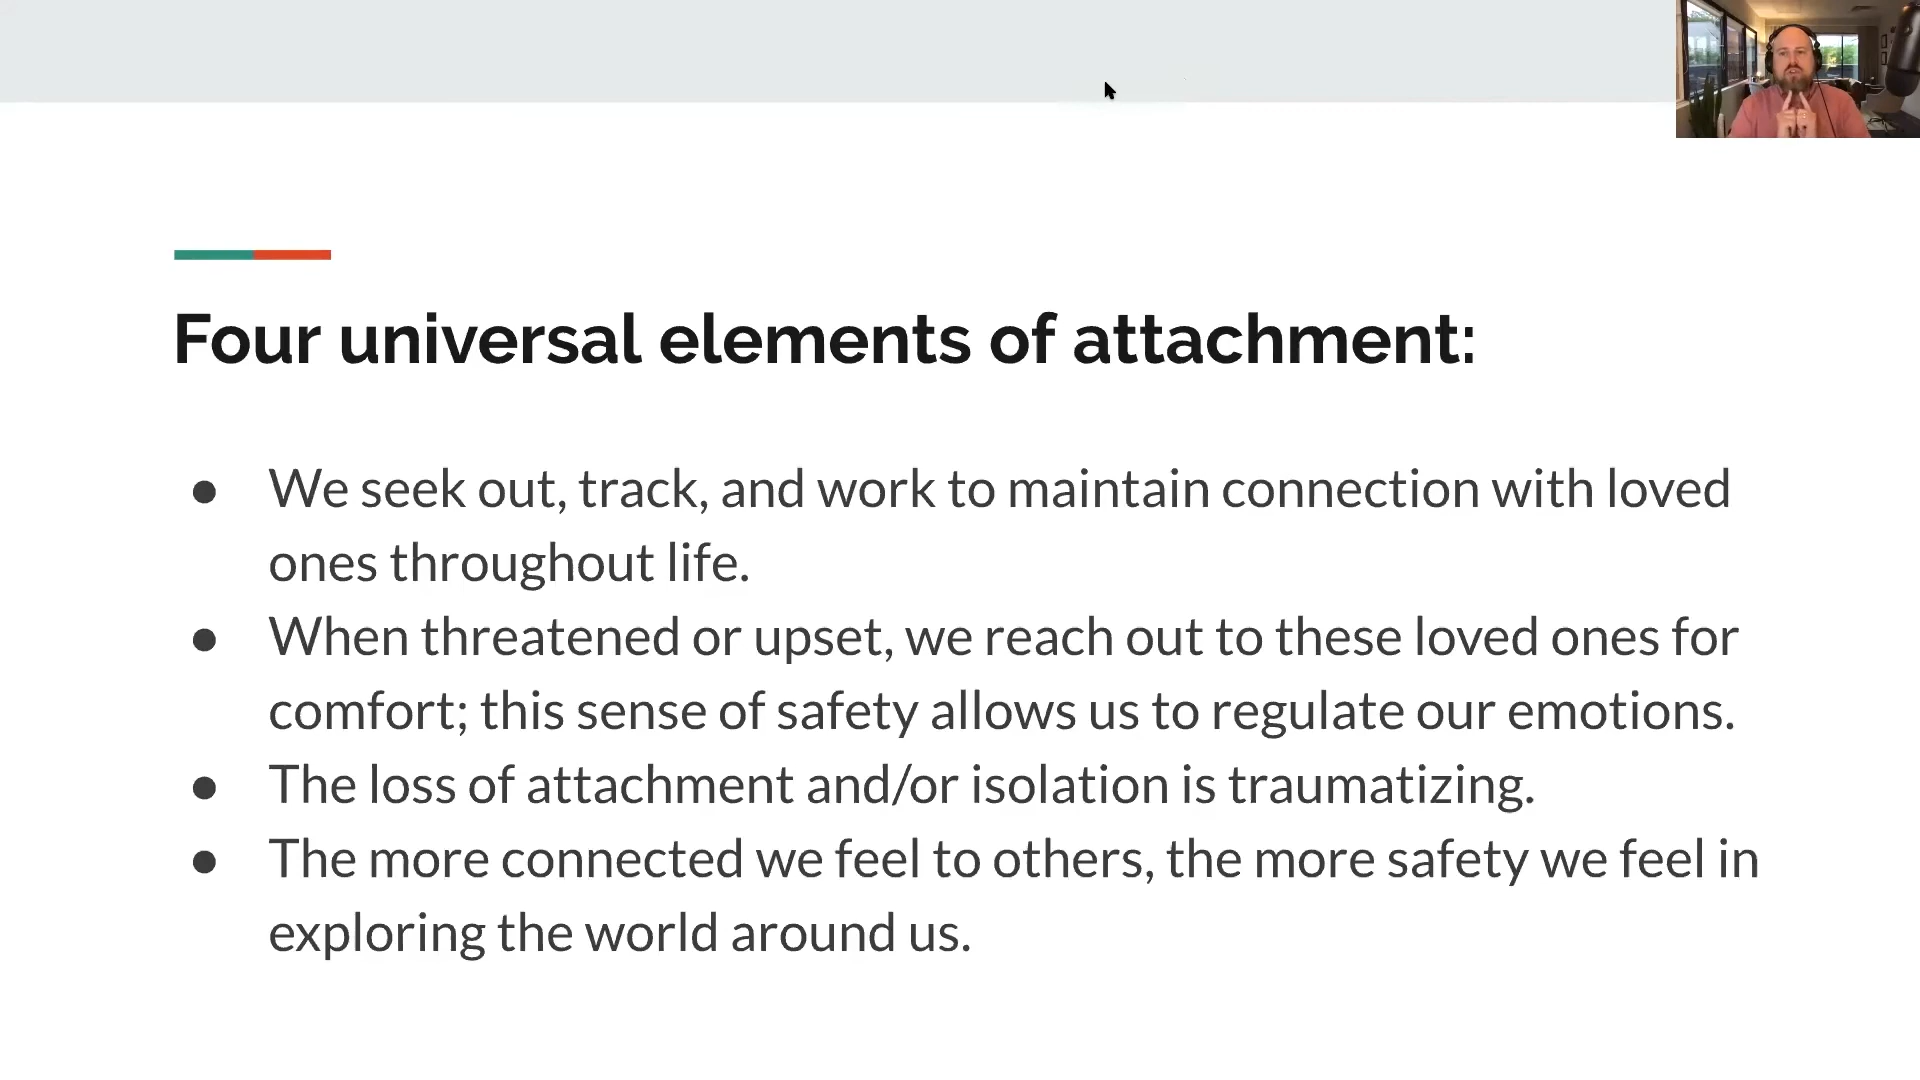 Four universal elements of attachment:
● We seek out, track, and work to maintain connection with loved
ones throughout life.
● When threatened or upset, we reach out to these loved ones for
comfort; this sense of safety allows us to regulate our emotions.
● The loss of attachment and/or isolation is traumatizing.
● The more connected we feel to others, the more safety we feel in
exploring the world around us.